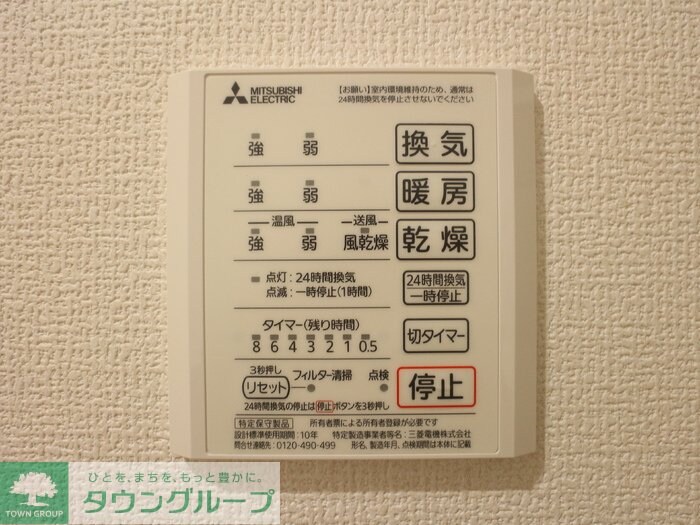 MITSUBISHI
ELECTRIC
【お願い】室内環境維持のため、通常は
24時間換気を停止させないでください
強 弱 換気
強 弱 暖房
温風 送風
強 弱 風乾燥 乾燥
点灯:24時間換気
点滅:一時停止(1時間)
24時間換気
一時停止
タイマー(残り時間)
8 6 4 3 2 1 0.5
切タイマー
3秒押し
リセット フィルター清掃 点検
停止
24時間換気の停止は停止ボタンを3秒押し
特定保守製品 所有者票による所有者登録が必要です
設計標準使用期間:10年 特定製造事業者等名:三菱電機株式会社
問合せ連絡先:0120-490-499 形名、製造年月、点検期間は本体に記載
TOWN GROUP
ひとを、まちを、もっと豊かに。
タウングループ